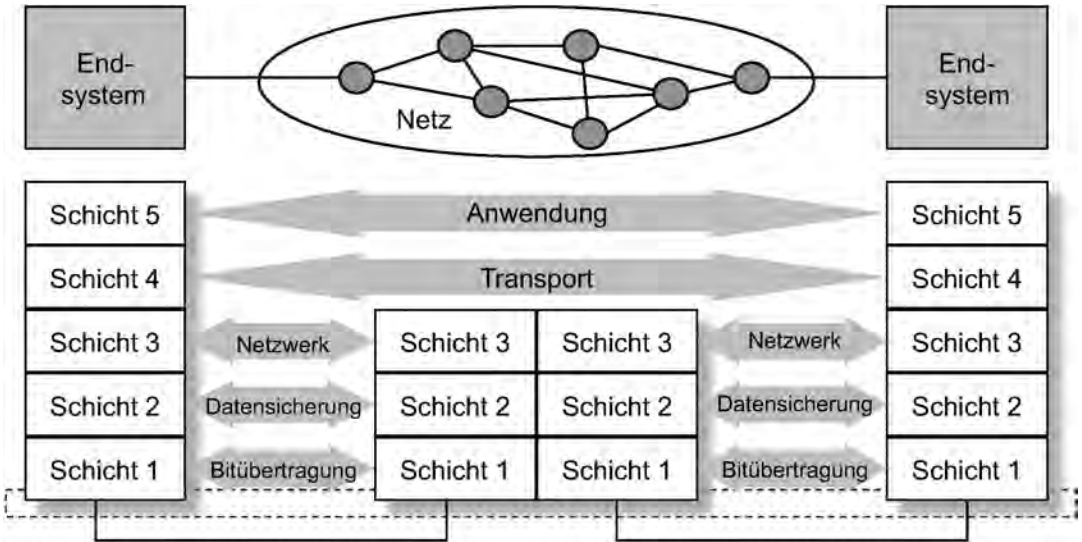 End-
system
Netz
End-
system
Schicht 5
Anwendung
Schicht 5
Schicht 4
Transport
Schicht 4
Schicht 3
Netzwerk
Schicht 3
Schicht 3
Netzwerk
Schicht 3
Schicht 2
Datensicherung
Schicht 2
Schicht 2
Datensicherung
Schicht 2
Schicht 1
Bitübertragung
Schicht 1
Schicht 1
Bitübertragung
Schicht 1